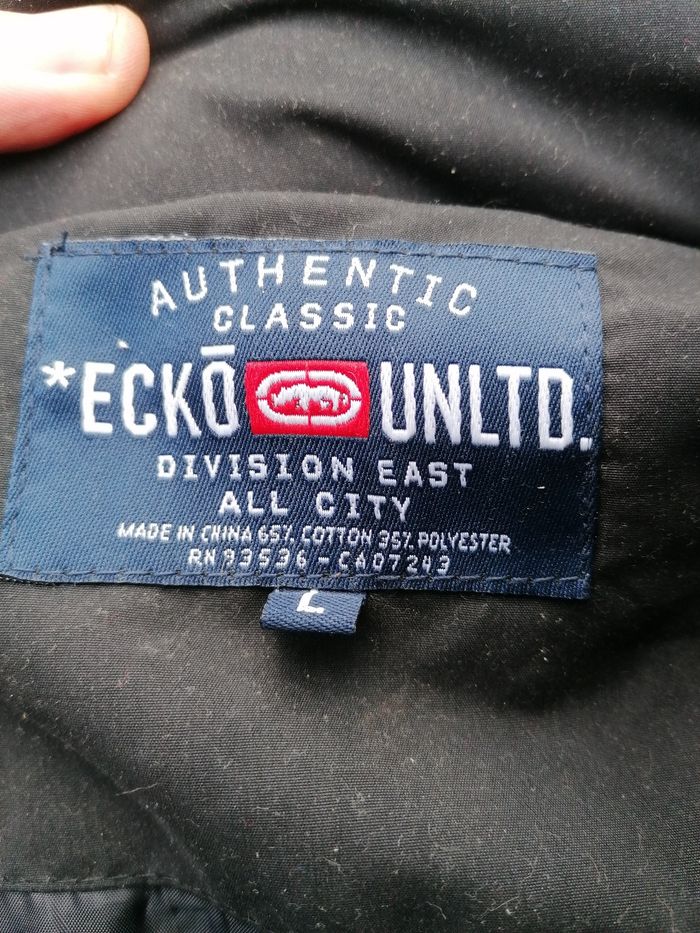 AUTHENTIC
CLASSIC
*ECKŌ UNLTD.
DIVISION EAST
ALL CITY
MADE IN CHINA 65% COTTON 35% POLYESTER
RN 93536 - CA07243
L